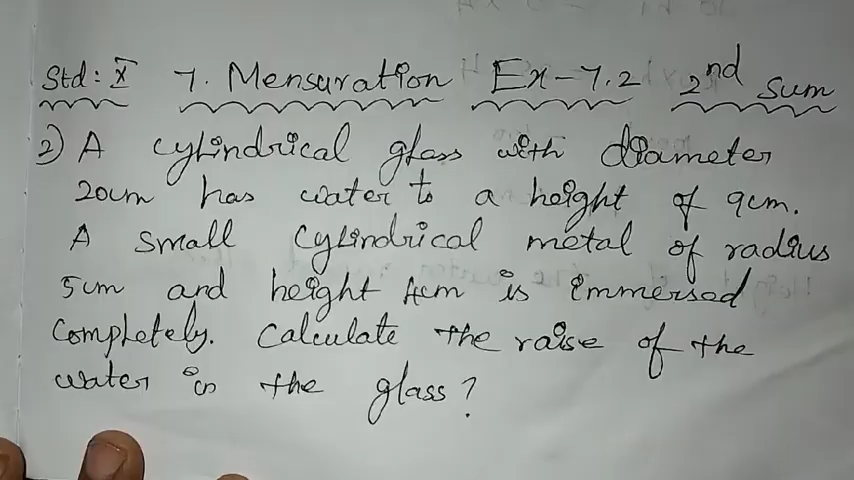 Std: X 7. Mensuration Ex-7.2 2nd sum
2) A cylindrical glass with diameter
20cm has water to a height of 9cm.
A small cylindrical metal of radius
5cm and height 4cm is immersed
completely. Calculate the raise of the
water in the glass?